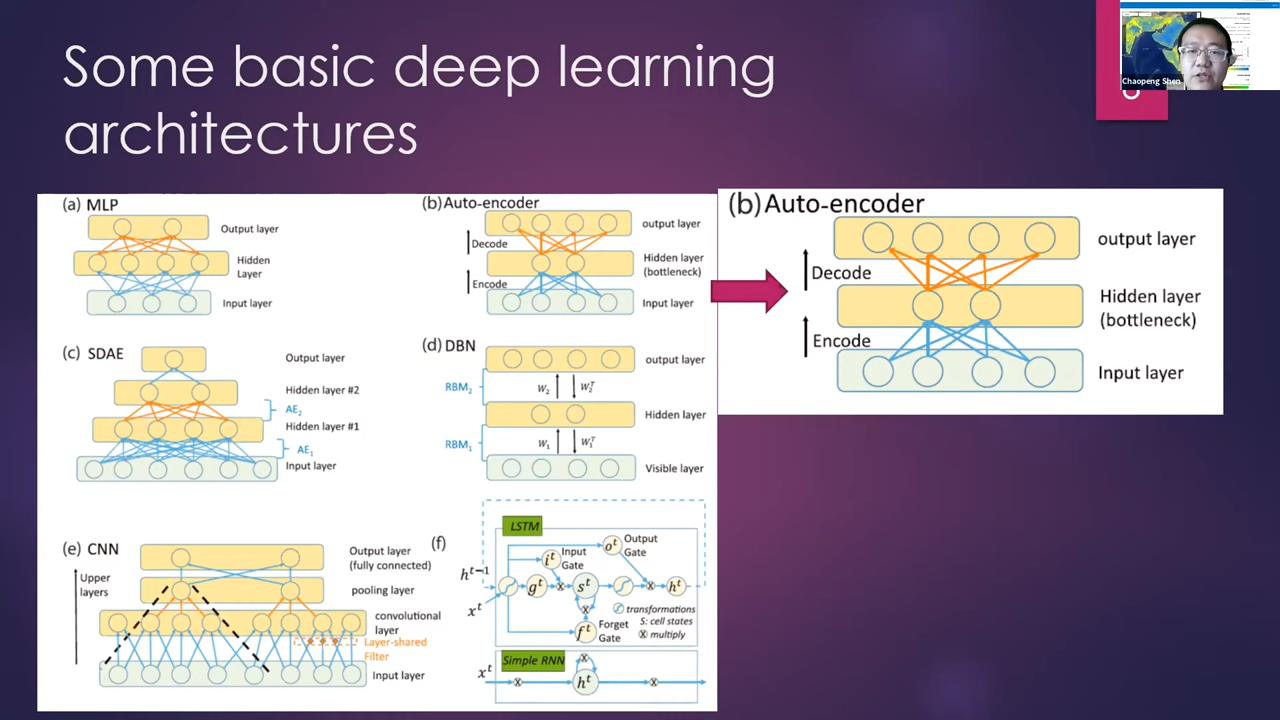 Some basic deep learning
architectures
Chaopeng Shen
(a) MLP
Output layer
Hidden
Layer
Input layer
(b) Auto-encoder
output layer
Decode
Hidden layer
(bottleneck)
Encode
Input layer
(b) Auto-encoder
output layer
Decode
Hidden layer
(bottleneck)
Encode
Input layer
(c) SDAE
Output layer
Hidden layer #2
AE₂
Hidden layer #1
AE₁
Input layer
(d) DBN
output layer
RBM₂
W₂ W₂ᵀ
Hidden layer
RBM₁
W₁ W₁ᵀ
Visible layer
(e) CNN
Output layer
(fully connected)
Upper
layers
pooling layer
convolutional
layer
Layer-shared
Filter
Input layer
(f)
LSTM
Output
Gate
oᵗ
Input
Gate
iᵗ
hᵗ⁻¹
gᵗ
sᵗ
hᵗ
xᵗ
transformations
S: cell states
multiply
fᵗ
Forget
Gate
Simple RNN
xᵗ
hᵗ